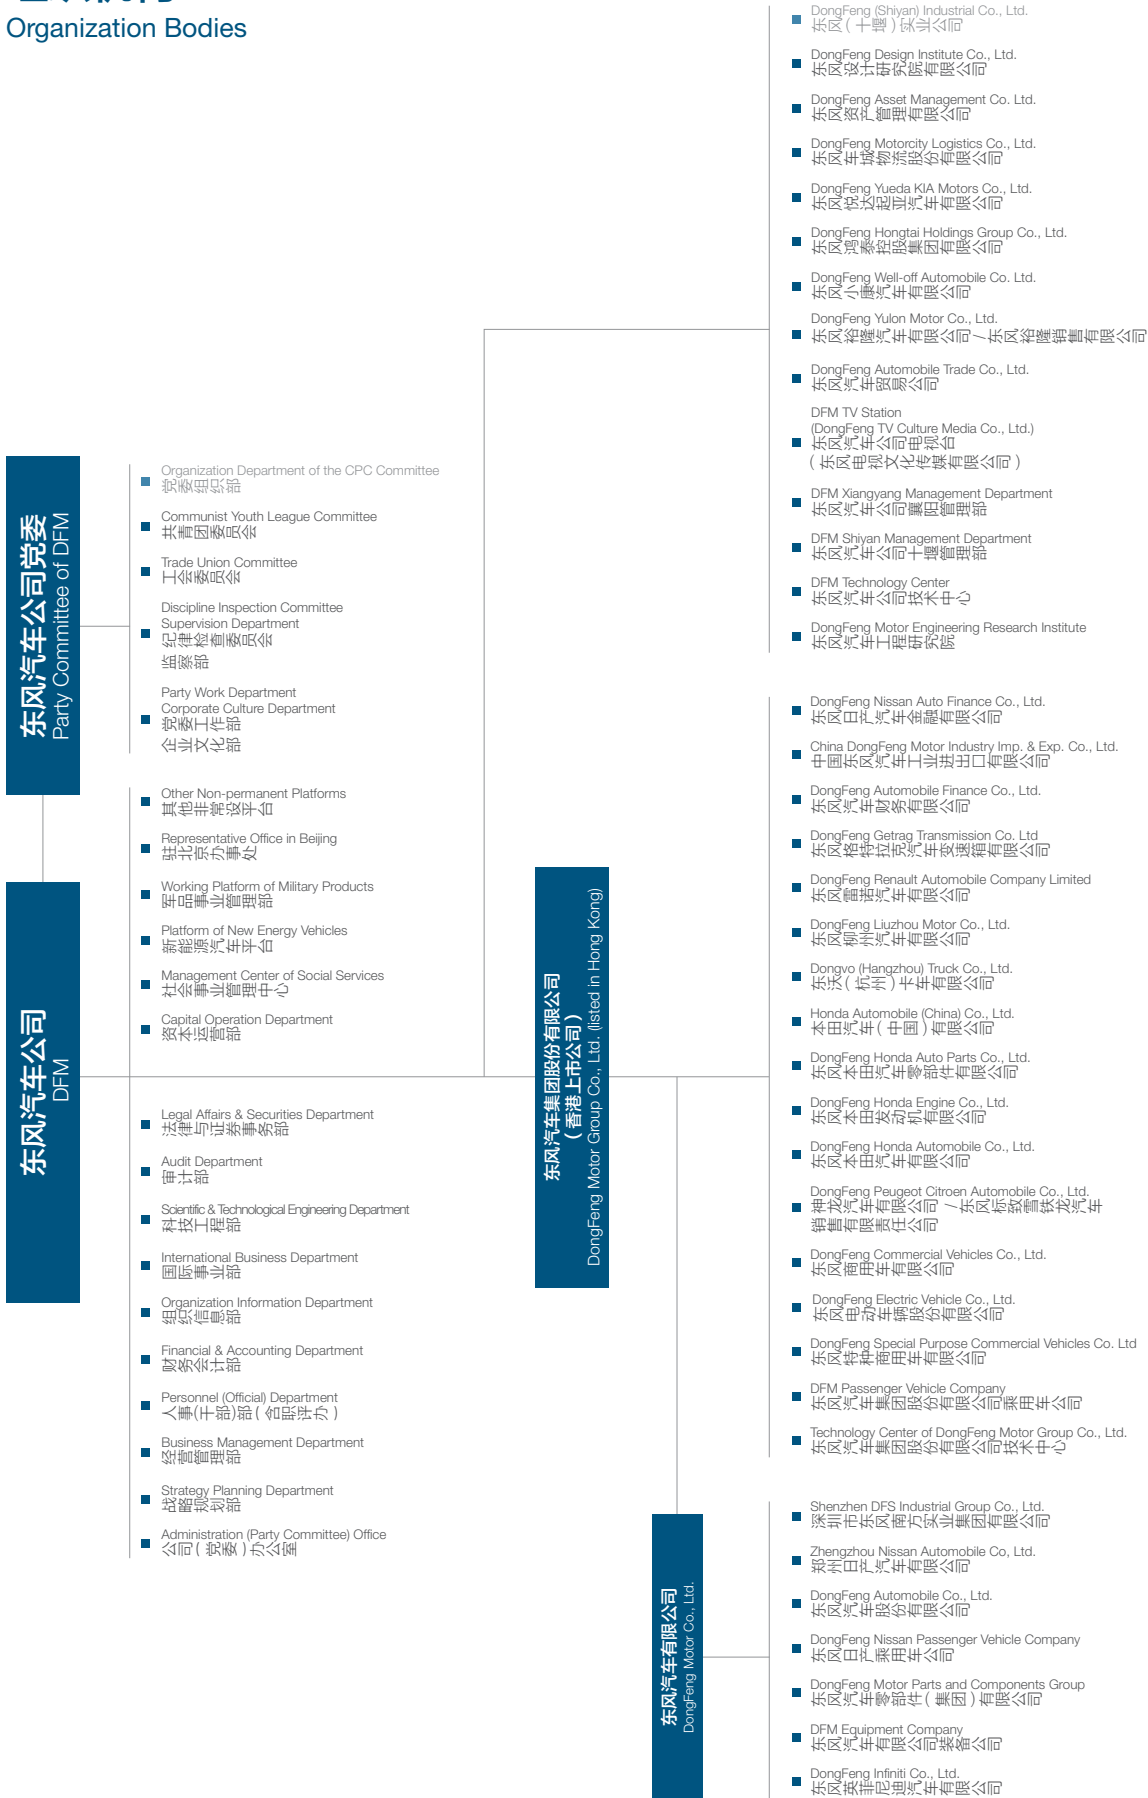 Organization Bodies
东风汽车公司党委
Party Committee of DFM
Organization Department of the CPC Committee
党委组织部
Communist Youth League Committee
共青团委员会
Trade Union Committee
工会委员会
Discipline Inspection Committee
Supervision Department
纪律检查委员会
监察部
Party Work Department
Corporate Culture Department
党委工作部
企业文化部
东风汽车公司
DFM
Other Non-permanent Platforms
其他非常设平台
Representative Office in Beijing
驻北京办事处
Working Platform of Military Products
军品事业管理部
Platform of New Energy Vehicles
新能源汽车平台
Management Center of Social Services
社会事业管理中心
Capital Operation Department
资本运营部
Legal Affairs & Securities Department
法律与证券事务部
Audit Department
审计部
Scientific & Technological Engineering Department
科技工程部
International Business Department
国际事业部
Organization Information Department
组织信息部
Financial & Accounting Department
财务会计部
Personnel (Official) Department
人事(干部)部(含职评办)
Business Management Department
经营管理部
Strategy Planning Department
战略规划部
Administration (Party Committee) Office
公司(党委)办公室
东风汽车集团股份有限公司
(香港上市公司)
DongFeng Motor Group Co., Ltd. (listed in Hong Kong)
东风汽车有限公司
DongFeng Motor Co., Ltd.
DongFeng (Shiyan) Industrial Co., Ltd.
东风(十堰)实业公司
DongFeng Design Institute Co., Ltd.
东风设计研究院有限公司
DongFeng Asset Management Co. Ltd.
东风资产管理有限公司
DongFeng Motorcity Logistics Co., Ltd.
东风车城物流股份有限公司
DongFeng Yueda KIA Motors Co., Ltd.
东风悦达起亚汽车有限公司
DongFeng Hongtai Holdings Group Co., Ltd.
东风鸿泰控股集团有限公司
DongFeng Well-off Automobile Co. Ltd.
东风小康汽车有限公司
DongFeng Yulon Motor Co., Ltd.
东风裕隆汽车有限公司/东风裕隆销售有限公司
DongFeng Automobile Trade Co., Ltd.
东风汽车贸易公司
DFM TV Station
(DongFeng TV Culture Media Co., Ltd.)
东风汽车公司电视台
(东风电视文化传媒有限公司)
DFM Xiangyang Management Department
东风汽车公司襄阳管理部
DFM Shiyan Management Department
东风汽车公司十堰管理部
DFM Technology Center
东风汽车公司技术中心
DongFeng Motor Engineering Research Institute
东风汽车工程研究院
DongFeng Nissan Auto Finance Co., Ltd.
东风日产汽车金融有限公司
China DongFeng Motor Industry Imp. & Exp. Co., Ltd.
中国东风汽车工业进出口有限公司
DongFeng Automobile Finance Co., Ltd.
东风汽车财务有限公司
DongFeng Getrag Transmission Co. Ltd
东风格特拉克汽车变速箱有限公司
DongFeng Renault Automobile Company Limited
东风雷诺汽车有限公司
DongFeng Liuzhou Motor Co., Ltd.
东风柳州汽车有限公司
Dongvo (Hangzhou) Truck Co., Ltd.
东沃(杭州)卡车有限公司
Honda Automobile (China) Co., Ltd.
本田汽车(中国)有限公司
DongFeng Honda Auto Parts Co., Ltd.
东风本田汽车零部件有限公司
DongFeng Honda Engine Co., Ltd.
东风本田发动机有限公司
DongFeng Honda Automobile Co., Ltd.
东风本田汽车有限公司
DongFeng Peugeot Citroen Automobile Co., Ltd.
神龙汽车有限公司 /东风标致雪铁龙汽车
销售有限责任公司
DongFeng Commercial Vehicles Co., Ltd.
东风商用车有限公司
DongFeng Electric Vehicle Co., Ltd.
东风电动车辆股份有限公司
DongFeng Special Purpose Commercial Vehicles Co. Ltd
东风特种商用车有限公司
DFM Passenger Vehicle Company
东风汽车集团股份有限公司乘用车公司
Technology Center of DongFeng Motor Group Co., Ltd.
东风汽车集团股份有限公司技术中心
Shenzhen DFS Industrial Group Co., Ltd.
深圳市东风南方实业集团有限公司
Zhengzhou Nissan Automobile Co, Ltd.
郑州日产汽车有限公司
DongFeng Automobile Co., Ltd.
东风汽车股份有限公司
DongFeng Nissan Passenger Vehicle Company
东风日产乘用车公司
DongFeng Motor Parts and Components Group
东风汽车零部件(集团)有限公司
DFM Equipment Company
东风汽车有限公司装备公司
DongFeng Infiniti Co., Ltd.
东风英菲尼迪汽车有限公司